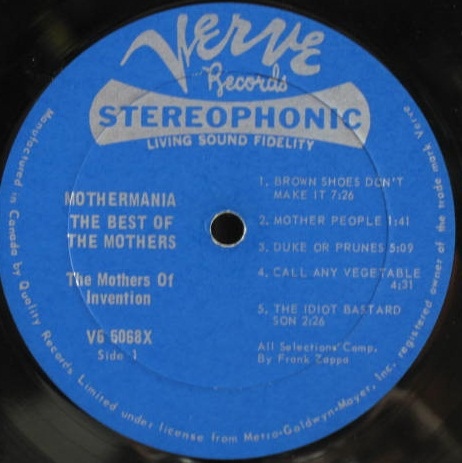 Verve
Records
STEREOPHONIC
LIVING SOUND FIDELITY
MOTHERMANIA
THE BEST OF
THE MOTHERS
The Mothers Of
Invention
V6 5068X
Side 1
1. BROWN SHOES DON'T
MAKE IT 7:26
2. MOTHER PEOPLE 1:41
3. DUKE OR PRUNES 5:09
4. CALL ANY VEGETABLE
4:31
5. THE IDIOT BASTARD
SON 2:26
All Selections' Comp.
By Frank Zappa
Manufactured in Canada by Quality Records Limited under license from Metro-Goldwyn-Mayer, Inc. registered owner of the trade mark Verve